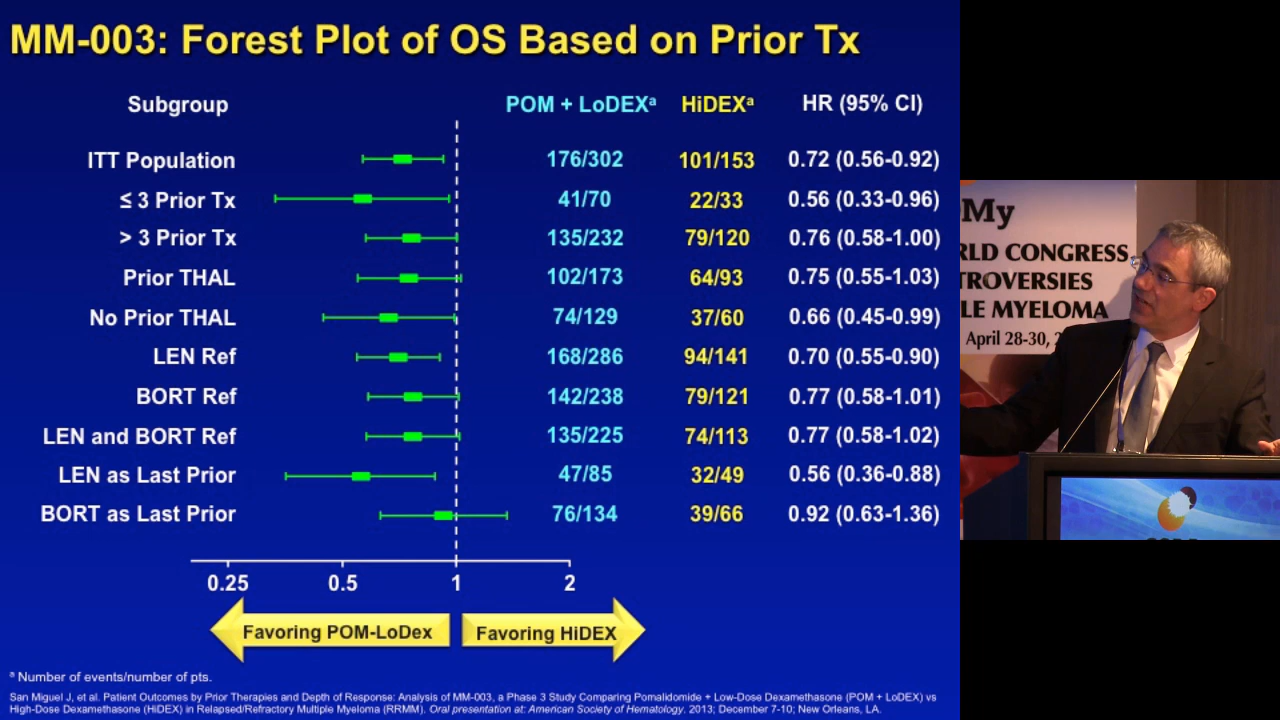 MM-003: Forest Plot of OS Based on Prior Tx
Subgroup POM + LoDEXᵃ HiDEXᵃ HR (95% CI)
ITT Population 176/302 101/153 0.72 (0.56-0.92)
≤ 3 Prior Tx 41/70 22/33 0.56 (0.33-0.96)
> 3 Prior Tx 135/232 79/120 0.76 (0.58-1.00)
Prior THAL 102/173 64/93 0.75 (0.55-1.03)
No Prior THAL 74/129 37/60 0.66 (0.45-0.99)
LEN Ref 168/286 94/141 0.70 (0.55-0.90)
BORT Ref 142/238 79/121 0.77 (0.58-1.01)
LEN and BORT Ref 135/225 74/113 0.77 (0.58-1.02)
LEN as Last Prior 47/85 32/49 0.56 (0.36-0.88)
BORT as Last Prior 76/134 39/66 0.92 (0.63-1.36)
0.25 0.5 1 2
Favoring POM-LoDex Favoring HiDEX
ᵃ Number of events/number of pts.
San Miguel J, et al. Patient Outcomes by Prior Therapies and Depth of Response: Analysis of MM-003, a Phase 3 Study Comparing Pomalidomide + Low-Dose Dexamethasone (POM + LoDEX) vs
High-Dose Dexamethasone (HiDEX) in Relapsed/Refractory Multiple Myeloma (RRMM). Oral presentation at: American Society of Hematology. 2013; December 7-10; New Orleans, LA.
My
RLD CONGRESS
TROVERSIES
LE MYELOMA
April 28-30, 2